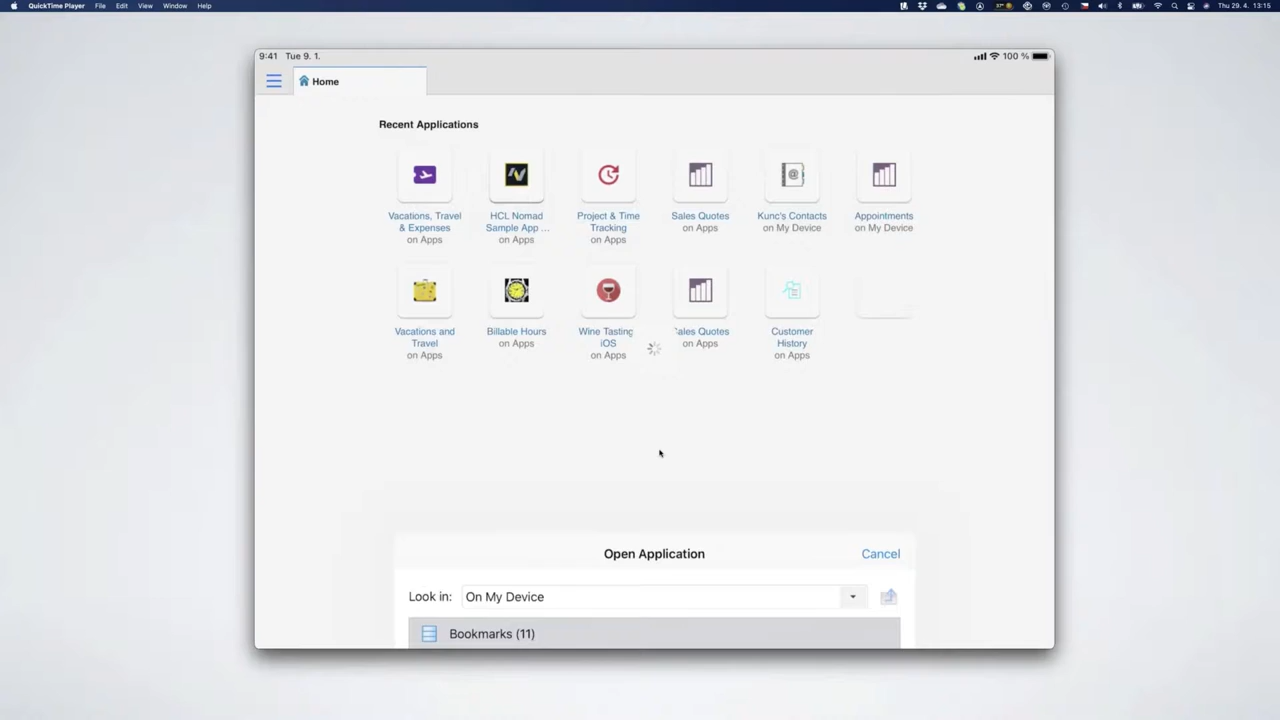 QuickTime Player File Edit View Window Help Thu 29. 4. 13:15
9:41 Tue 9. 1. 100 %
Home
Recent Applications
Vacations, Travel & Expenses on Apps
HCL Nomad Sample App ... on Apps
Project & Time Tracking on Apps
Sales Quotes on Apps
Kunc's Contacts on My Device
Appointments on My Device
Vacations and Travel on Apps
Billable Hours on Apps
Wine Tasting iOS on Apps
Sales Quotes on Apps
Customer History on Apps
Open Application Cancel
Look in: On My Device
Bookmarks (11)